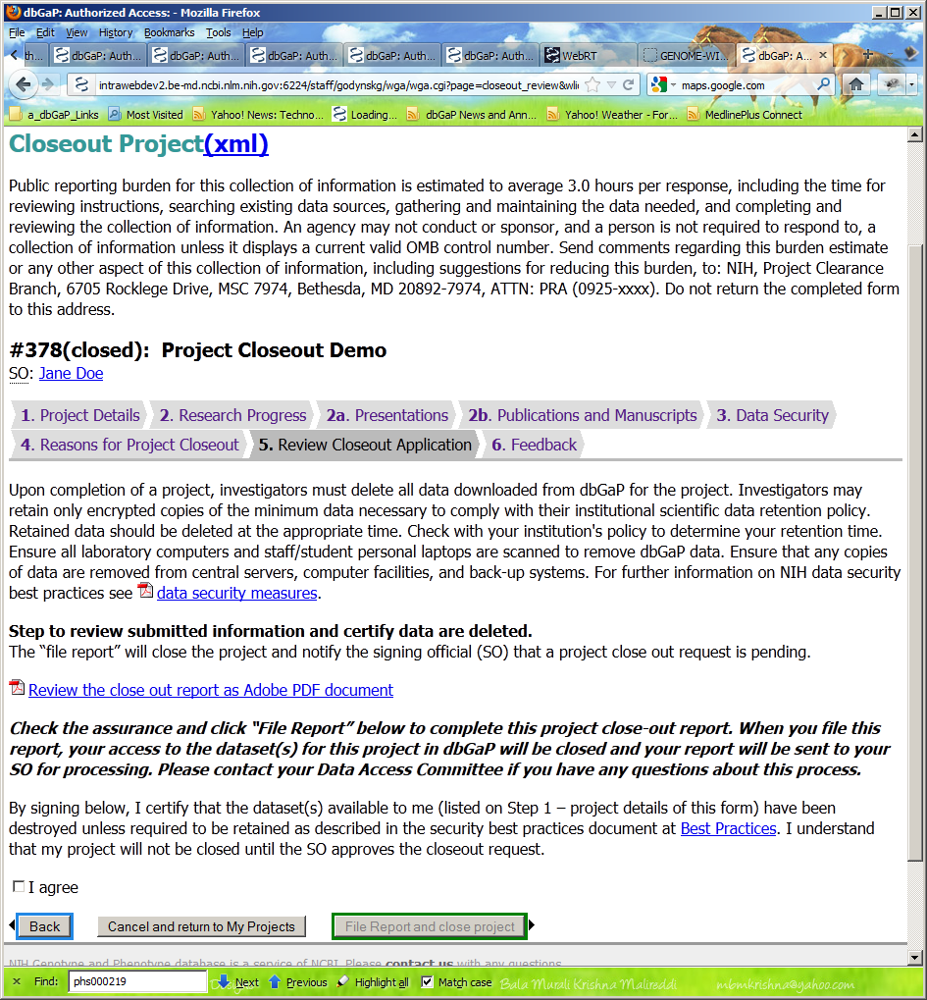 dbGaP: Authorized Access: - Mozilla Firefox
File Edit View History Bookmarks Tools Help
th... dbGaP: Auth... dbGaP: Auth... dbGaP: Auth... dbGaP: Auth... dbGaP: Auth... WebRT GENOME-WI... dbGaP: A...
intrawebdev2.be-md.ncbi.nlm.nih.gov:6224/staff/godynskg/wga/wga.cgi?page=closeout_review&wli maps.google.com
a_dbGaP_Links Most Visited Yahoo! News: Techno... Loading... dbGaP News and Ann... Yahoo! Weather - For... MedlinePlus Connect
Closeout Project(xml)
Public reporting burden for this collection of information is estimated to average 3.0 hours per response, including the time for
reviewing instructions, searching existing data sources, gathering and maintaining the data needed, and completing and
reviewing the collection of information. An agency may not conduct or sponsor, and a person is not required to respond to, a
collection of information unless it displays a current valid OMB control number. Send comments regarding this burden estimate
or any other aspect of this collection of information, including suggestions for reducing this burden, to: NIH, Project Clearance
Branch, 6705 Rocklege Drive, MSC 7974, Bethesda, MD 20892-7974, ATTN: PRA (0925-xxxx). Do not return the completed form
to this address.
#378(closed): Project Closeout Demo
SO: Jane Doe
1. Project Details 2. Research Progress 2a. Presentations 2b. Publications and Manuscripts 3. Data Security
4. Reasons for Project Closeout 5. Review Closeout Application 6. Feedback
Upon completion of a project, investigators must delete all data downloaded from dbGaP for the project. Investigators may
retain only encrypted copies of the minimum data necessary to comply with their institutional scientific data retention policy.
Retained data should be deleted at the appropriate time. Check with your institution's policy to determine your retention time.
Ensure all laboratory computers and staff/student personal laptops are scanned to remove dbGaP data. Ensure that any copies
of data are removed from central servers, computer facilities, and back-up systems. For further information on NIH data security
best practices see data security measures.
Step to review submitted information and certify data are deleted.
The “file report” will close the project and notify the signing official (SO) that a project close out request is pending.
Review the close out report as Adobe PDF document
Check the assurance and click “File Report” below to complete this project close-out report. When you file this
report, your access to the dataset(s) for this project in dbGaP will be closed and your report will be sent to your
SO for processing. Please contact your Data Access Committee if you have any questions about this process.
By signing below, I certify that the dataset(s) available to me (listed on Step 1 – project details of this form) have been
destroyed unless required to be retained as described in the security best practices document at Best Practices. I understand
that my project will not be closed until the SO approves the closeout request.
I agree
Back Cancel and return to My Projects File Report and close project
NIH Genotype and Phenotype database is a service of NCBI. Please contact us with any questions
Find: phs000219 Next Previous Highlight all Match case Bala Murali Krishna Malireddi mbmkrishna@yahoo.com